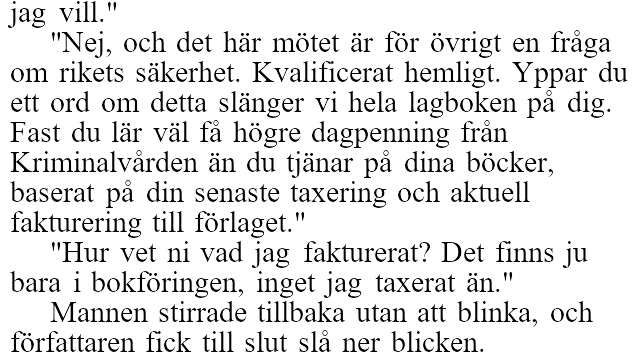 jag vill."
"Nej, och det här mötet är för övrigt en fråga
om rikets säkerhet. Kvalificerat hemligt. Yppar du
ett ord om detta slänger vi hela lagboken på dig.
Fast du lär väl få högre dagpenning från
Kriminalvården än du tjänar på dina böcker,
baserat på din senaste taxering och aktuell
fakturering till förlaget."
"Hur vet ni vad jag fakturerat? Det finns ju
bara i bokföringen, inget jag taxerat än."
Mannen stirrade tillbaka utan att blinka, och
författaren fick till slut slå ner blicken.